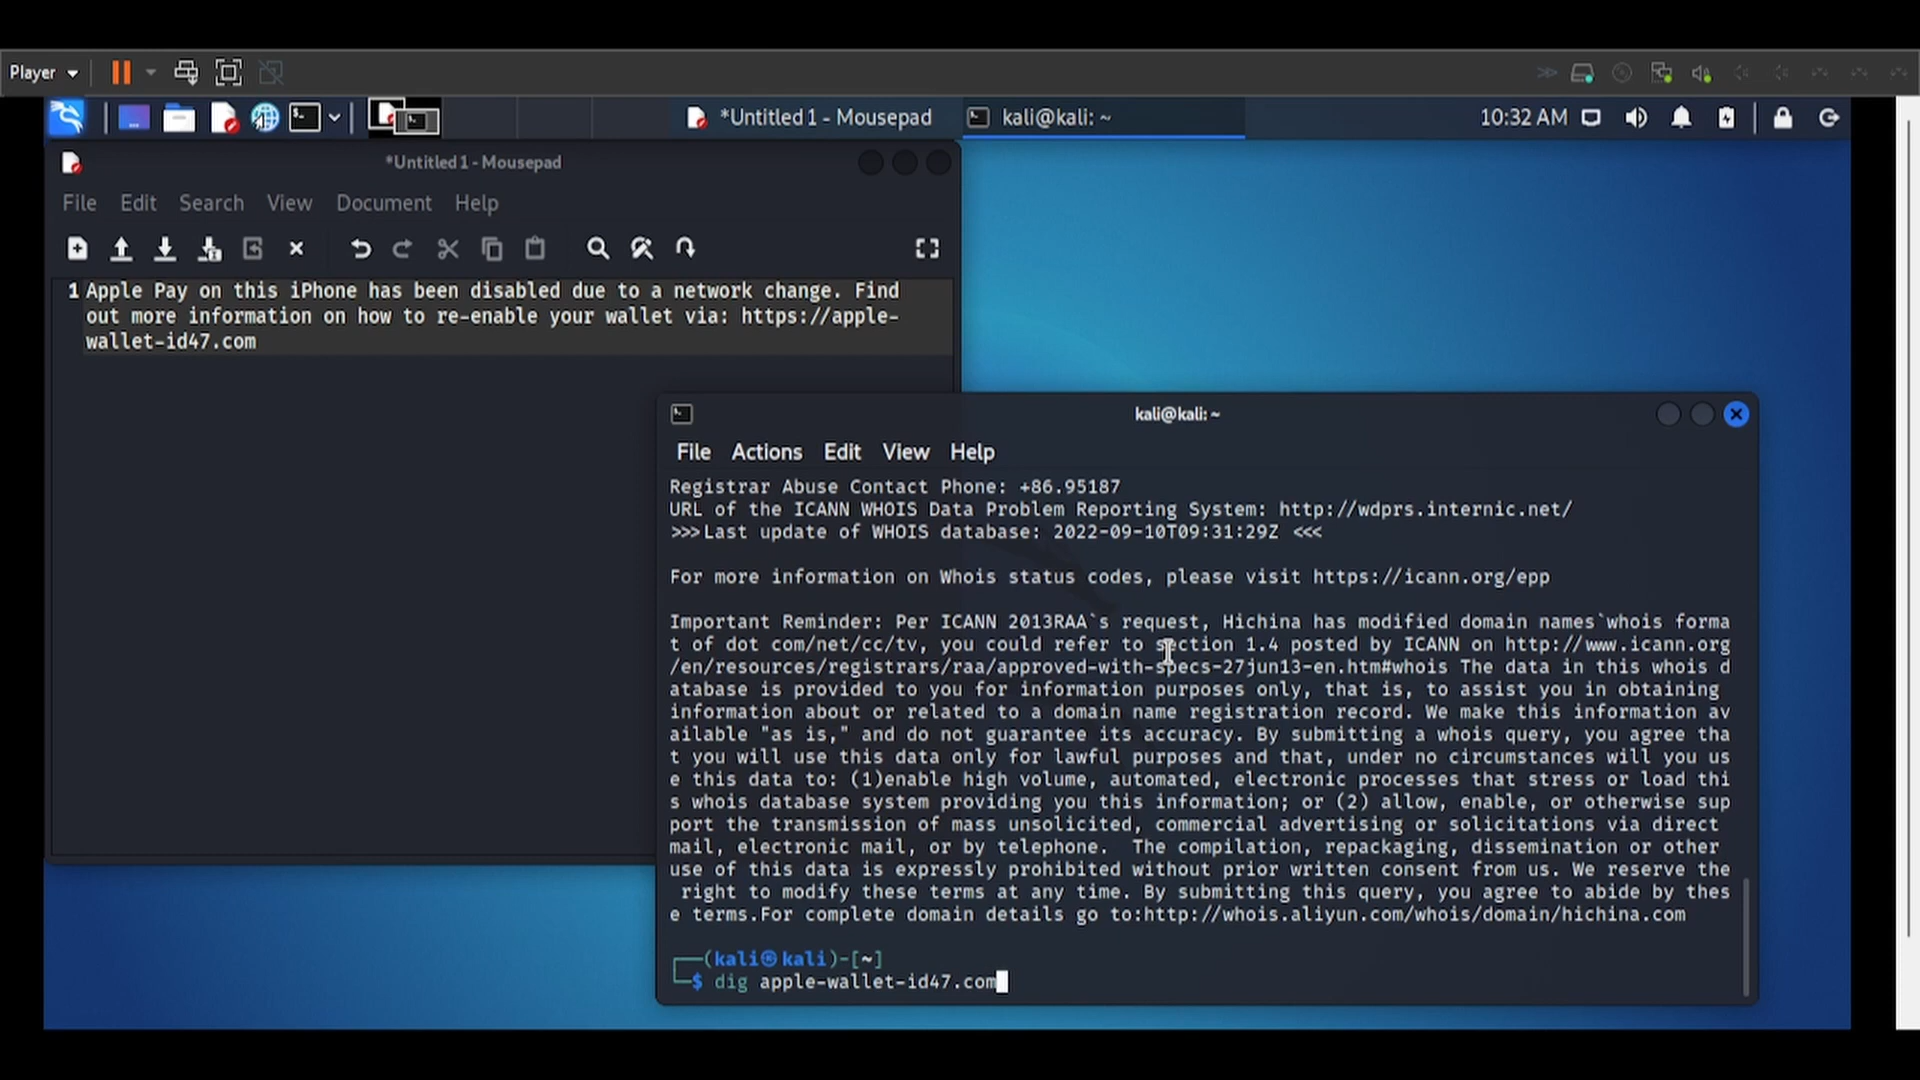 Player
*Untitled 1 - Mousepad
kali@kali: ~
10:32 AM
*Untitled 1 - Mousepad
File Edit Search View Document Help
1 Apple Pay on this iPhone has been disabled due to a network change. Find
out more information on how to re-enable your wallet via: https://apple-
wallet-id47.com
kali@kali: ~
File Actions Edit View Help
Registrar Abuse Contact Phone: +86.95187
URL of the ICANN WHOIS Data Problem Reporting System: http://wdprs.internic.net/
>>>Last update of WHOIS database: 2022-09-10T09:31:29Z <<<
For more information on Whois status codes, please visit https://icann.org/epp
Important Reminder: Per ICANN 2013RAA`s request, Hichina has modified domain names`whois forma
t of dot com/net/cc/tv, you could refer to section 1.4 posted by ICANN on http://www.icann.org
/en/resources/registrars/raa/approved-with-specs-27jun13-en.htm#whois The data in this whois d
atabase is provided to you for information purposes only, that is, to assist you in obtaining
information about or related to a domain name registration record. We make this information av
ailable "as is," and do not guarantee its accuracy. By submitting a whois query, you agree tha
t you will use this data only for lawful purposes and that, under no circumstances will you us
e this data to: (1)enable high volume, automated, electronic processes that stress or load thi
s whois database system providing you this information; or (2) allow, enable, or otherwise sup
port the transmission of mass unsolicited, commercial advertising or solicitations via direct
mail, electronic mail, or by telephone.  The compilation, repackaging, dissemination or other
use of this data is expressly prohibited without prior written consent from us. We reserve the
 right to modify these terms at any time. By submitting this query, you agree to abide by thes
e terms.For complete domain details go to:http://whois.aliyun.com/whois/domain/hichina.com
┌──(kali㉿kali)-[~]
└─$ dig apple-wallet-id47.com